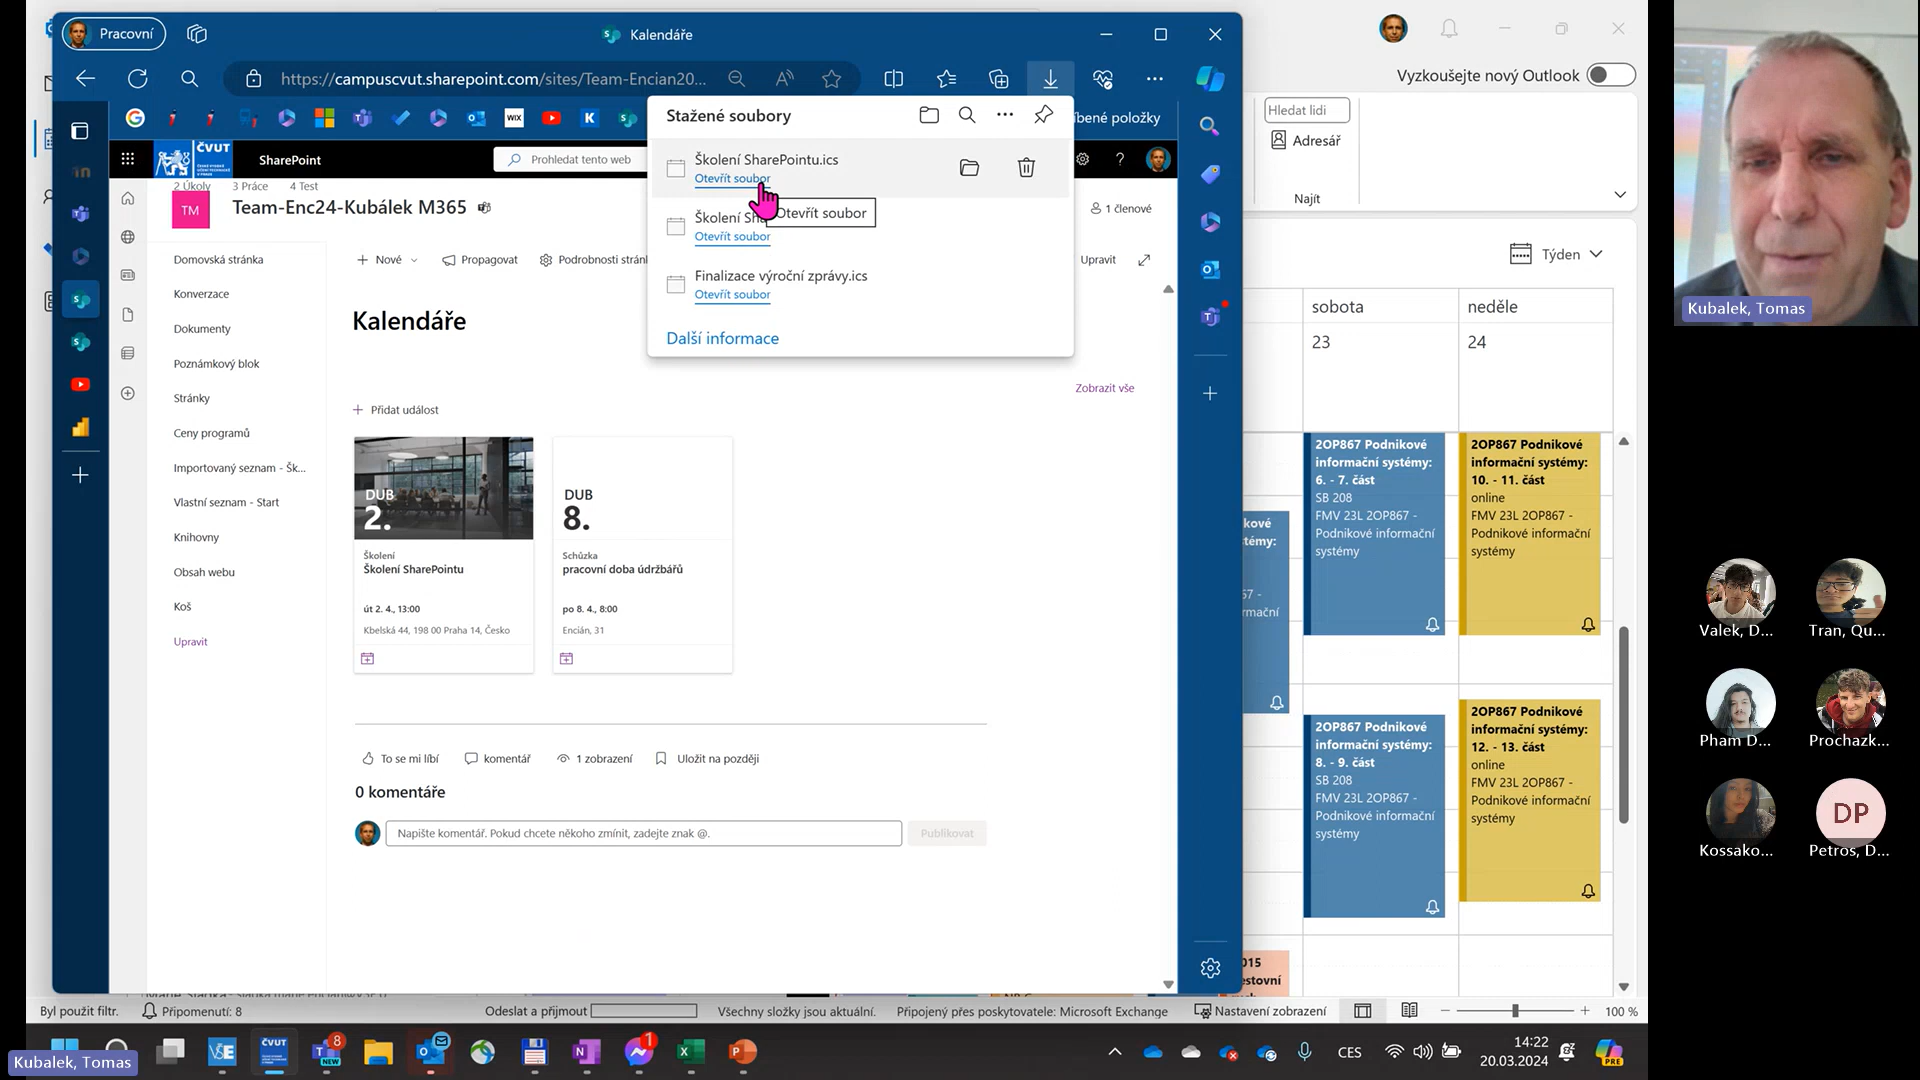 Pracovní
Kalendáře
https://campuscvut.sharepoint.com/sites/Team-Encian20...
Vyzkoušejte nový Outlook
Hledat lidi
Adresář
Najít
Týden
Stažené soubory
Školení SharePointu.ics
Otevřít soubor
Otevřít soubor
Školení Sha
Otevřít soubor
Finalizace výroční zprávy.ics
Otevřít soubor
Další informace
íbené položky
ČVUT
SharePoint
Prohledat tento web
2 Úkoly
3 Práce
4 Test
TM
Team-Enc24-Kubálek M365
1 členové
Nové
Propagovat
Podrobnosti strán
Upravit
Domovská stránka
Konverzace
Dokumenty
Poznámkový blok
Stránky
Ceny programů
Importovaný seznam - Šk...
Vlastní seznam - Start
Knihovny
Obsah webu
Koš
Upravit
Kalendáře
Zobrazit vše
Přidat událost
DUB
2.
Školení
Školení SharePointu
út 2. 4., 13:00
Kbelská 44, 198 00 Praha 14, Česko
DUB
8.
Schůzka
pracovní doba údržbářů
po 8. 4., 8:00
Encián, 31
To se mi líbí
komentář
1 zobrazení
Uložit na později
0 komentáře
Napište komentář. Pokud chcete někoho zmínit, zadejte znak @.
Publikovat
sobota
neděle
23
24
2OP867 Podnikové
informační systémy:
6. - 7. část
SB 208
FMV 23L 2OP867 -
Podnikové informační
systémy
2OP867 Podnikové
informační systémy:
10. - 11. část
online
FMV 23L 2OP867 -
Podnikové informační
systémy
kové
témy:
67 -
rmační
2OP867 Podnikové
informační systémy:
8. - 9. část
SB 208
FMV 23L 2OP867 -
Podnikové informační
systémy
2OP867 Podnikové
informační systémy:
12. - 13. část
online
FMV 23L 2OP867 -
Podnikové informační
systémy
015
estovní
Byl použit filtr.
Připomenutí: 8
Odeslat a přijmout
Všechny složky jsou aktuální.
Připojený přes poskytovatele: Microsoft Exchange
Nastavení zobrazení
100 %
CES
14:22
20.03.2024
Kubalek, Tomas
Kubalek, Tomas
Valek, D...
Tran, Qu...
Pham D...
Prochazk...
Kossako...
DP
Petros, D...